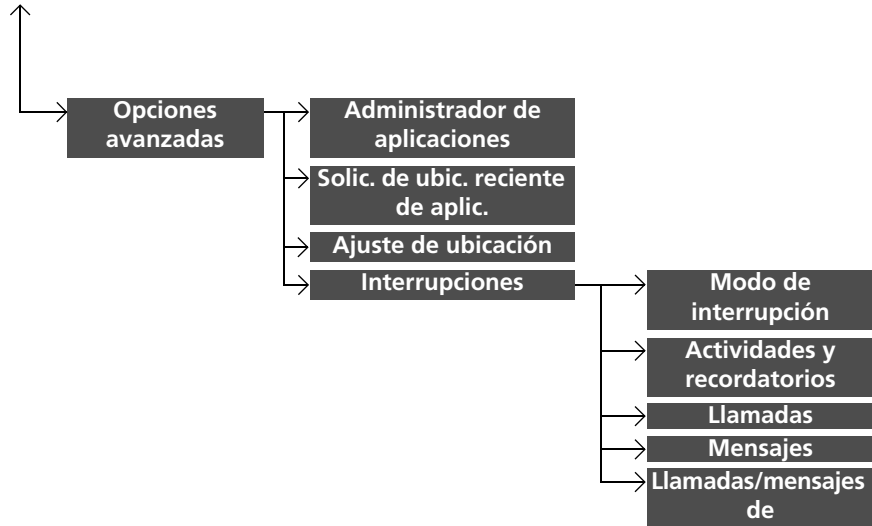 Opciones
avanzadas
Administrador de
aplicaciones
Solic. de ubic. reciente
de aplic.
Ajuste de ubicación
Interrupciones
Modo de
interrupción
Actividades y
recordatorios
Llamadas
Mensajes
Llamadas/mensajes
de